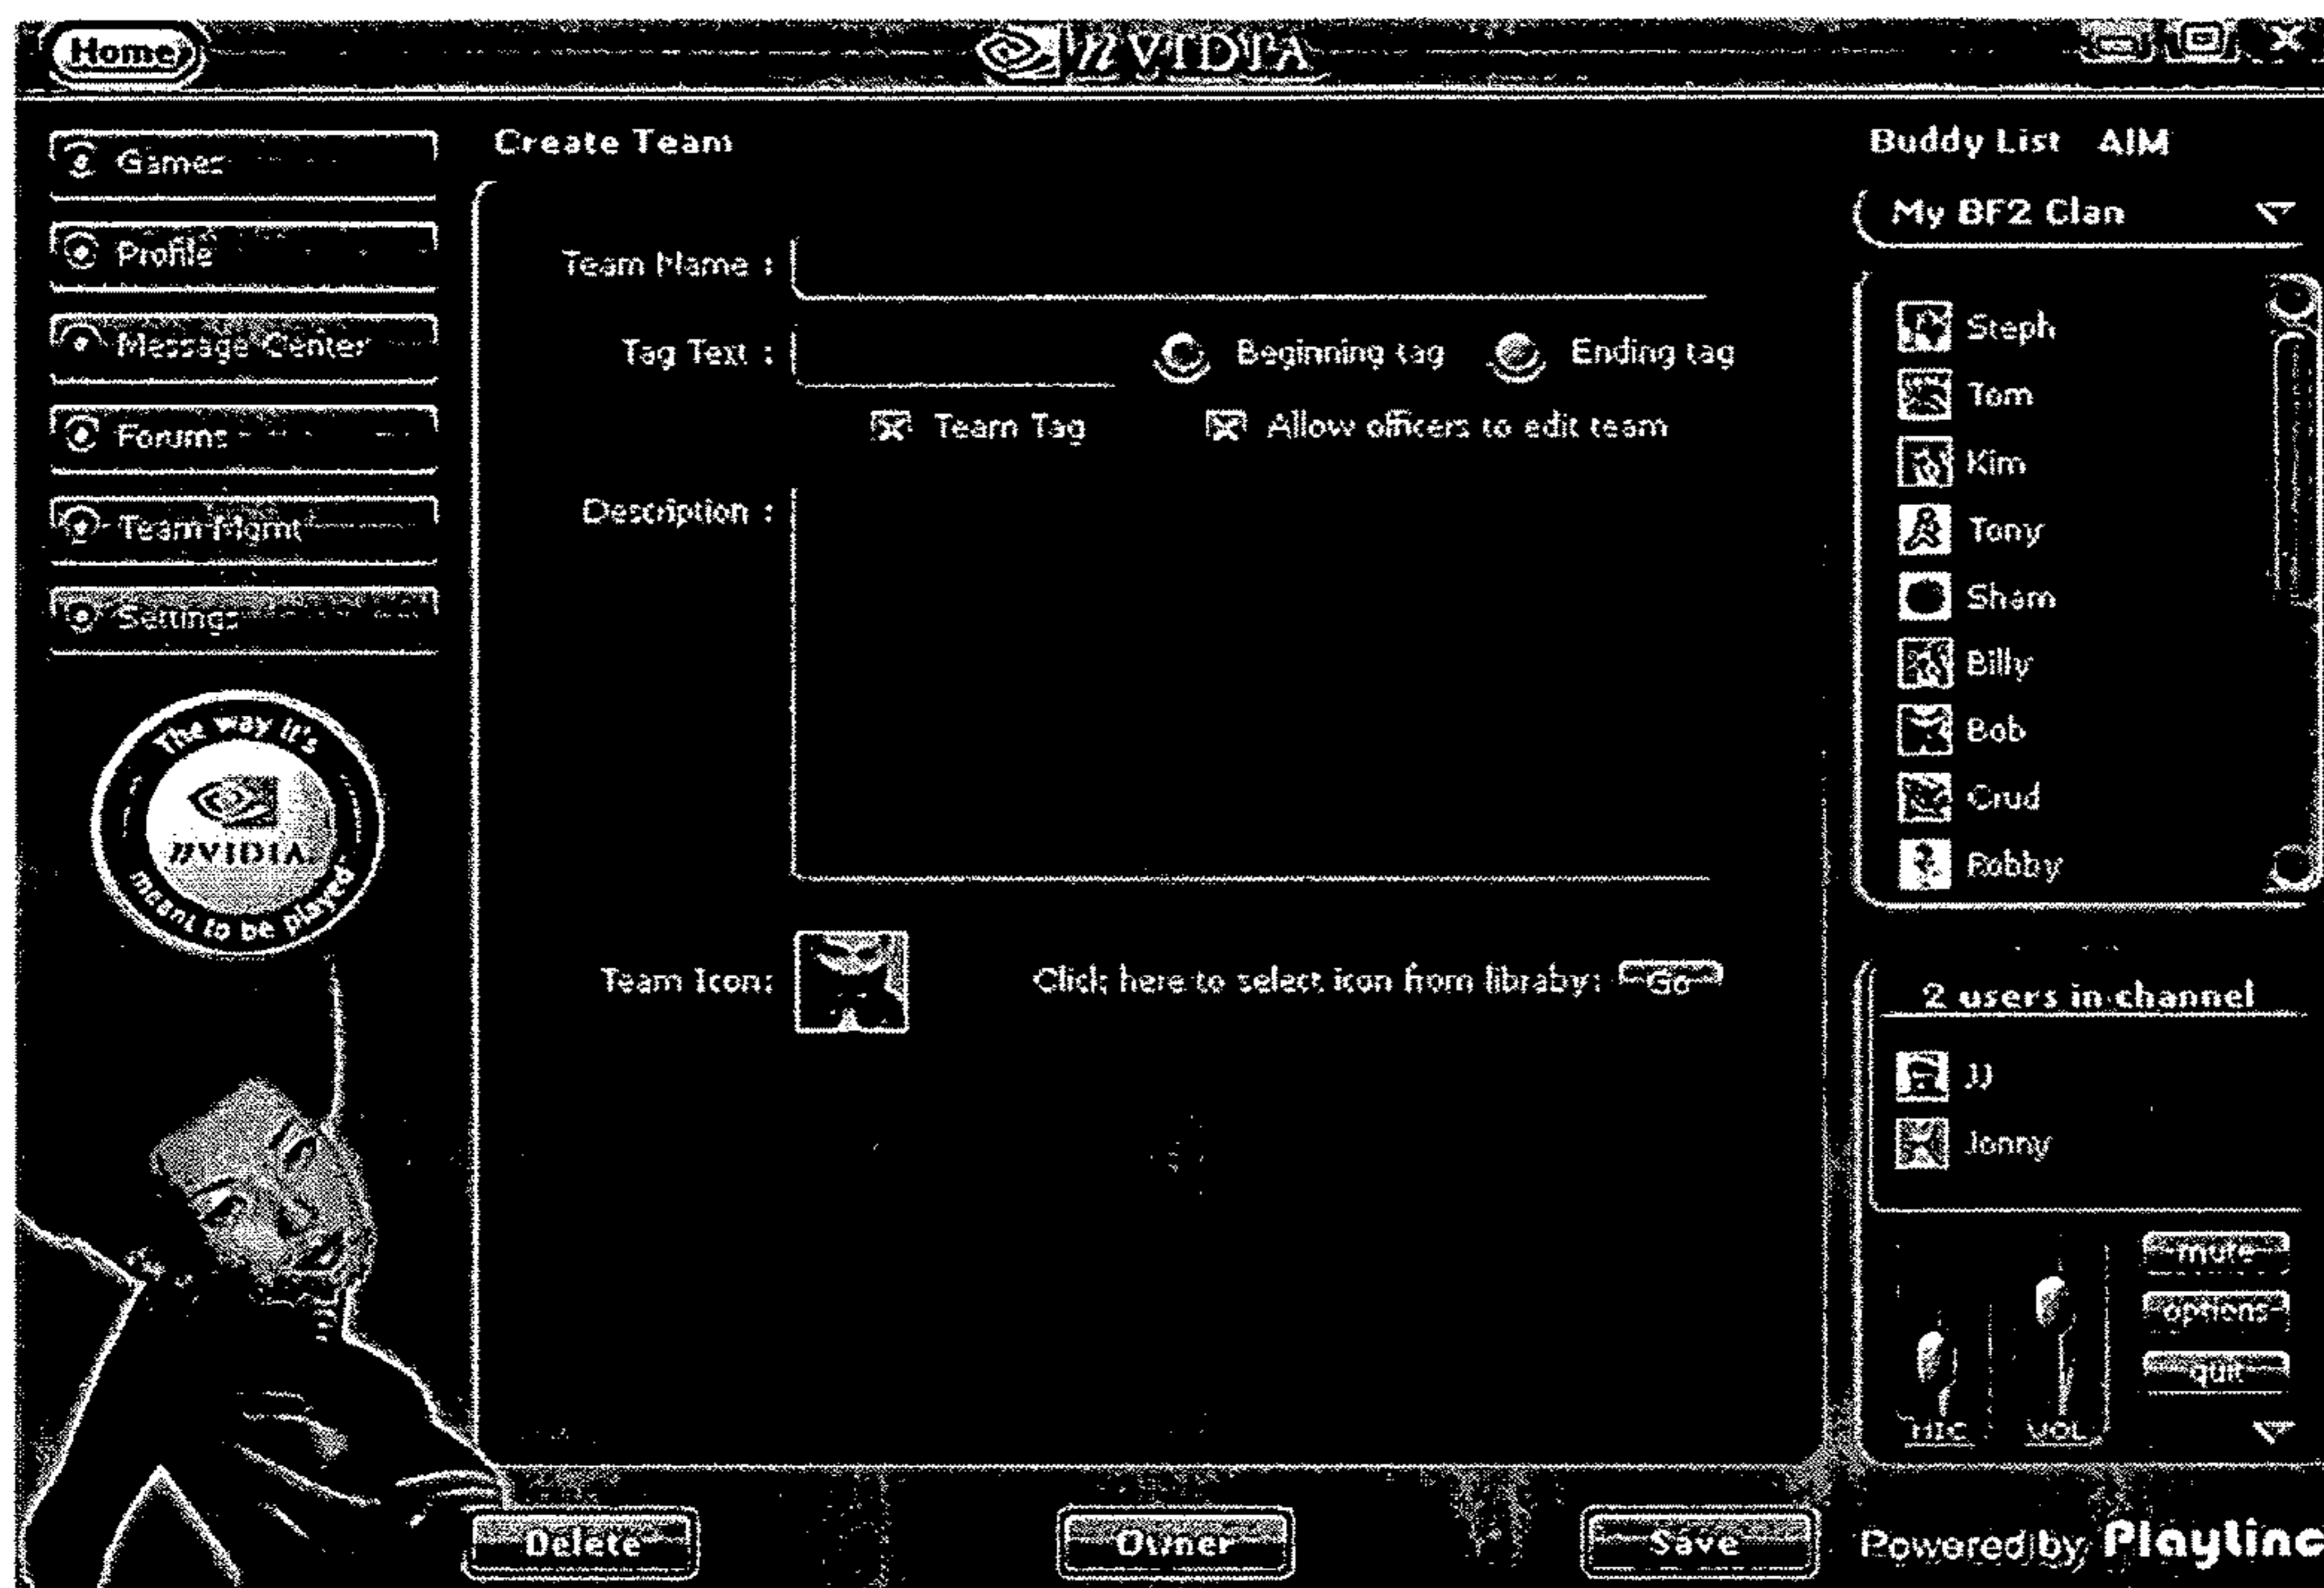 Home
nVIDIA
Games
Profile
Message Center
Forums
Team Mgmt
Settings
The way it's
nVIDIA.
meant to be played
Create Team
Team Name :
Tag Text :
Beginning tag
Ending tag
Team Tag
Allow officers to edit team
Description :
Team Icon:
Click here to select icon from libraby:
Go
Delete
Owner
Save
Buddy List AIM
My BF2 Clan
Steph
Tom
Kim
Tony
Sham
Billy
Bob
Crud
Robby
2 users in channel
JJ
Jonny
mute
options
quit
MIC
VOL
Powered by Playlinc